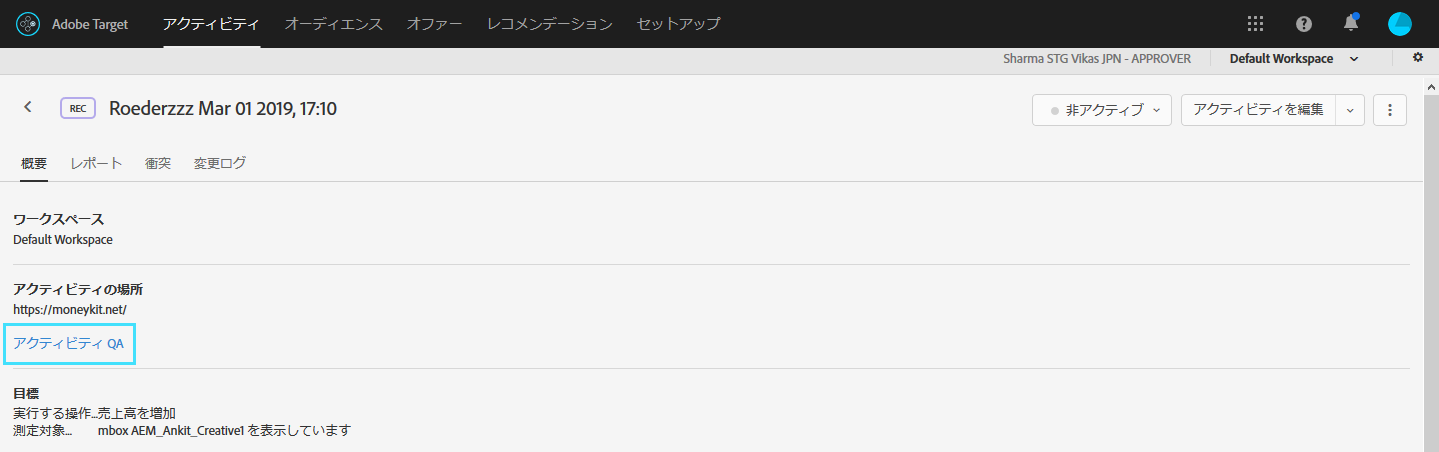 Adobe Target アクティビティ オーディエンス オファー レコメンデーション セットアップ
Sharma STG Vikas JPN - APPROVER Default Workspace
REC Roederzzz Mar 01 2019, 17:10 非アクティブ アクティビティを編集
概要 レポート 衝突 変更ログ
ワークスペース
Default Workspace
アクティビティの場所
https://moneykit.net/
アクティビティ QA
目標
実行する操作...売上高を増加
測定対象... mbox AEM_Ankit_Creative1 を表示しています